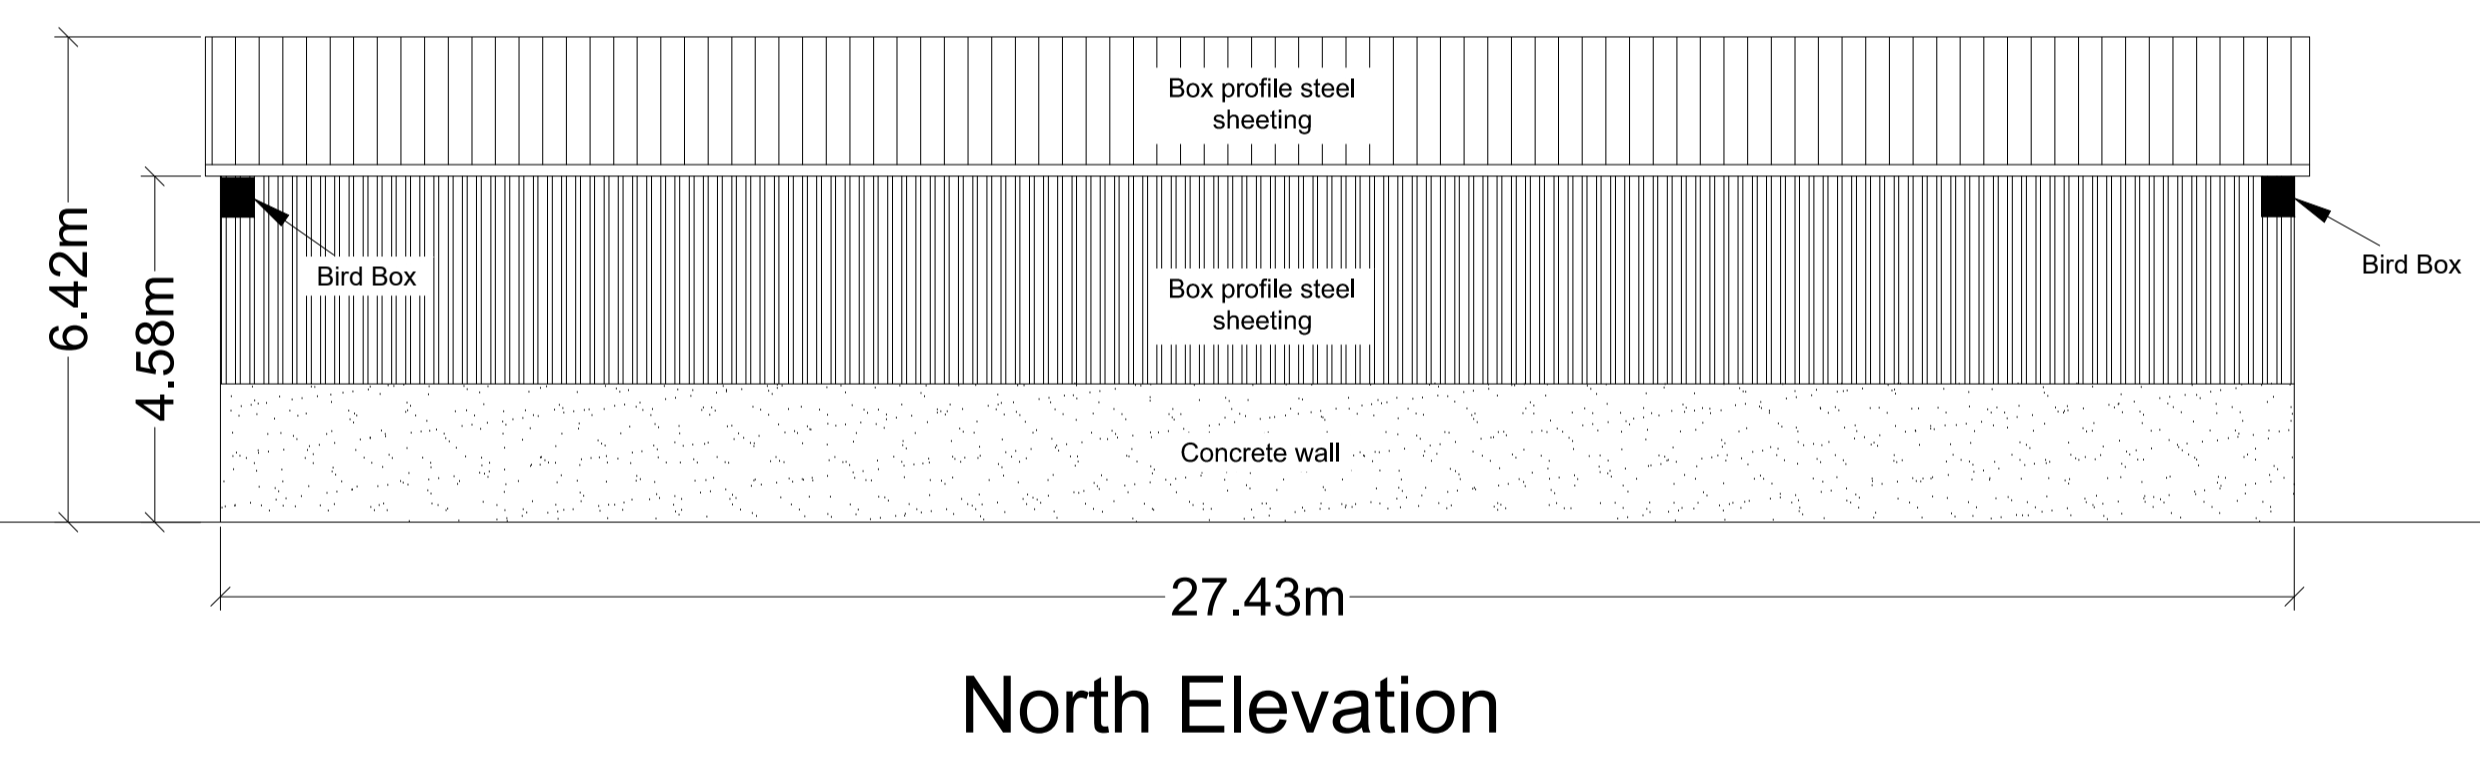 Box profile steel
sheeting
6.42m
4.58m
Bird Box
Bird Box
Box profile steel
sheeting
Concrete wall
27.43m
North Elevation